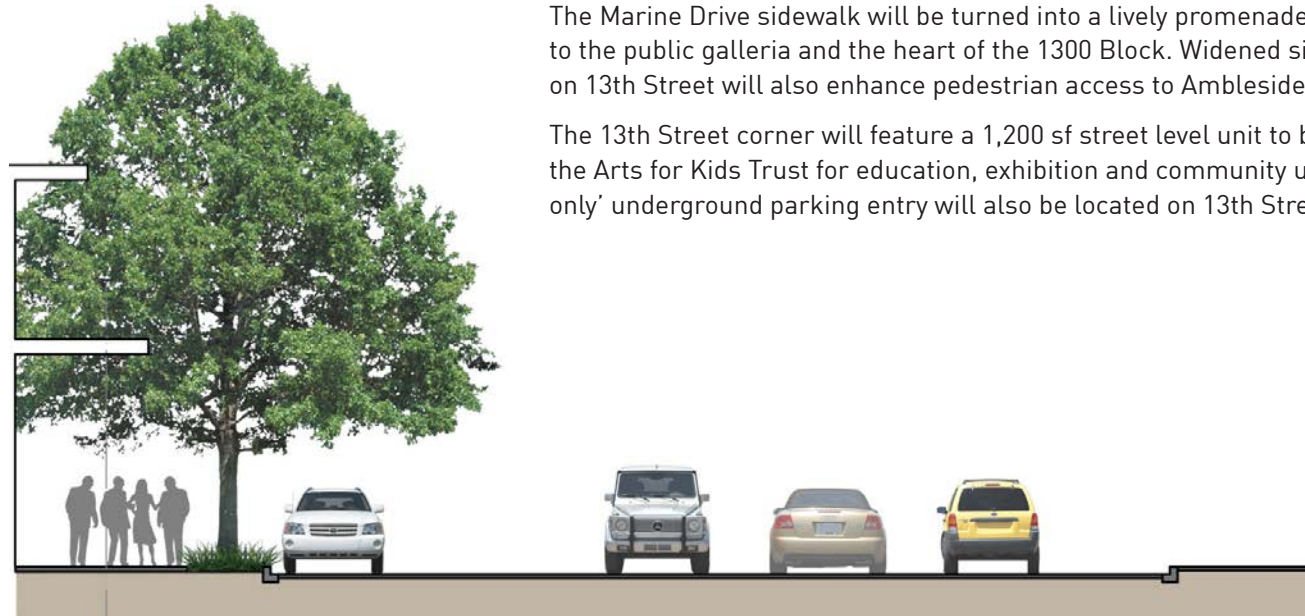 The Marine Drive sidewalk will be turned into a lively promenade
to the public galleria and the heart of the 1300 Block. Widened
on 13th Street will also enhance pedestrian access to Ambleside
The 13th Street corner will feature a 1,200 sf street level unit to
the Arts for Kids Trust for education, exhibition and community
only’ underground parking entry will also be located on 13th